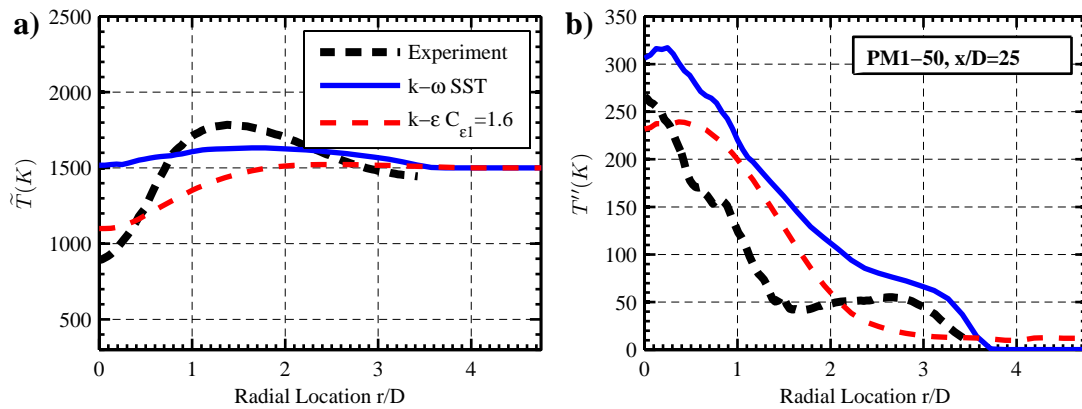 a)
2500
2000
1500
1000
500
T̃(K)
0
1
2
3
4
Radial Location r/D
Experiment
k−ω SST
k−ε Cε1=1.6
b)
350
300
250
200
150
100
50
0
T''(K)
0
1
2
3
4
Radial Location r/D
PM1−50, x/D=25